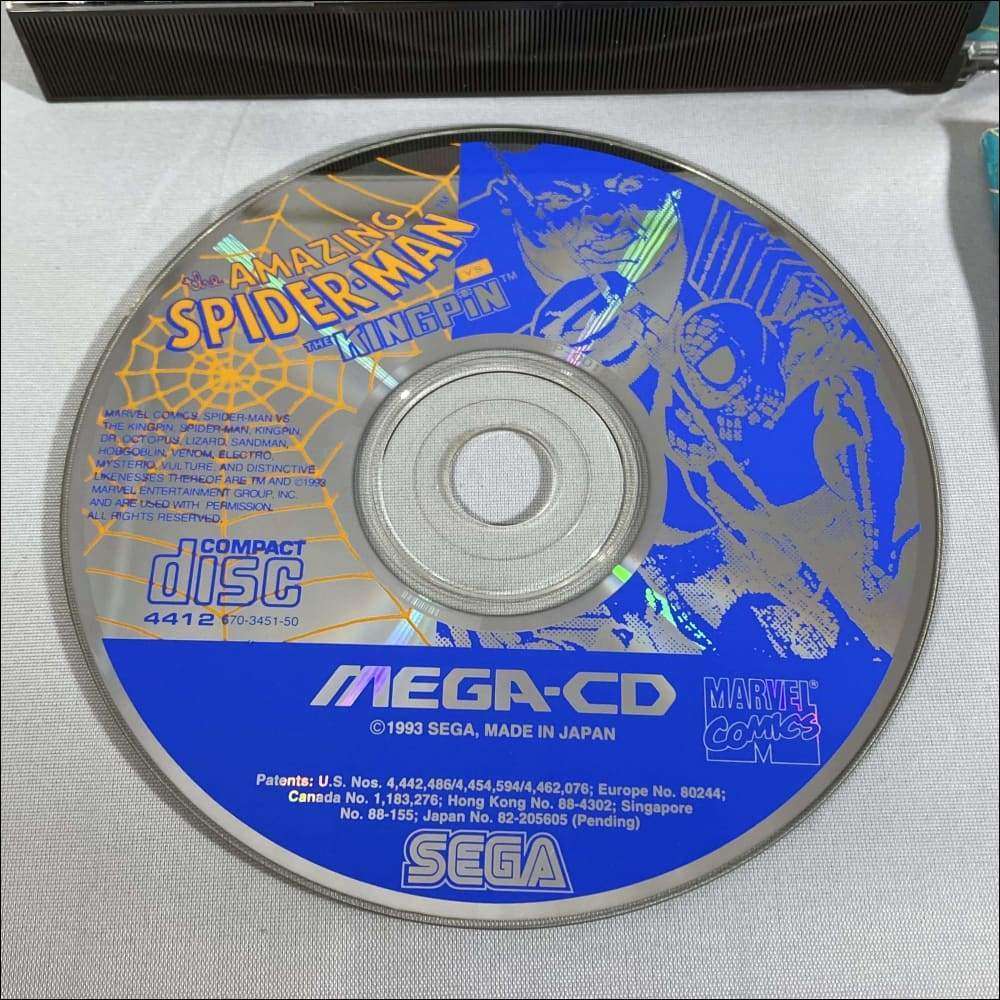 the AMAZING™
SPIDER-MAN
VS.
THE KINGPIN™
MARVEL COMICS, SPIDER-MAN VS.
THE KINGPIN, SPIDER-MAN, KINGPIN,
DR. OCTOPUS, LIZARD, SANDMAN,
HOBGOBLIN, VENOM, ELECTRO,
MYSTERIO, VULTURE, AND DISTINCTIVE
LIKENESSES THEREOF ARE TM AND ©1993
MARVEL ENTERTAINMENT GROUP, INC.
AND ARE USED WITH PERMISSION.
ALL RIGHTS RESERVED.
COMPACT
disc
4412 670-3451-50
MEGA-CD
©1993 SEGA, MADE IN JAPAN
MARVEL®
COMICS
M
Patents: U.S. Nos. 4,442,486/4,454,594/4,462,076; Europe No. 80244;
Canada No. 1,183,276; Hong Kong No. 88-4302; Singapore
No. 88-155; Japan No. 82-205605 (Pending)
SEGA